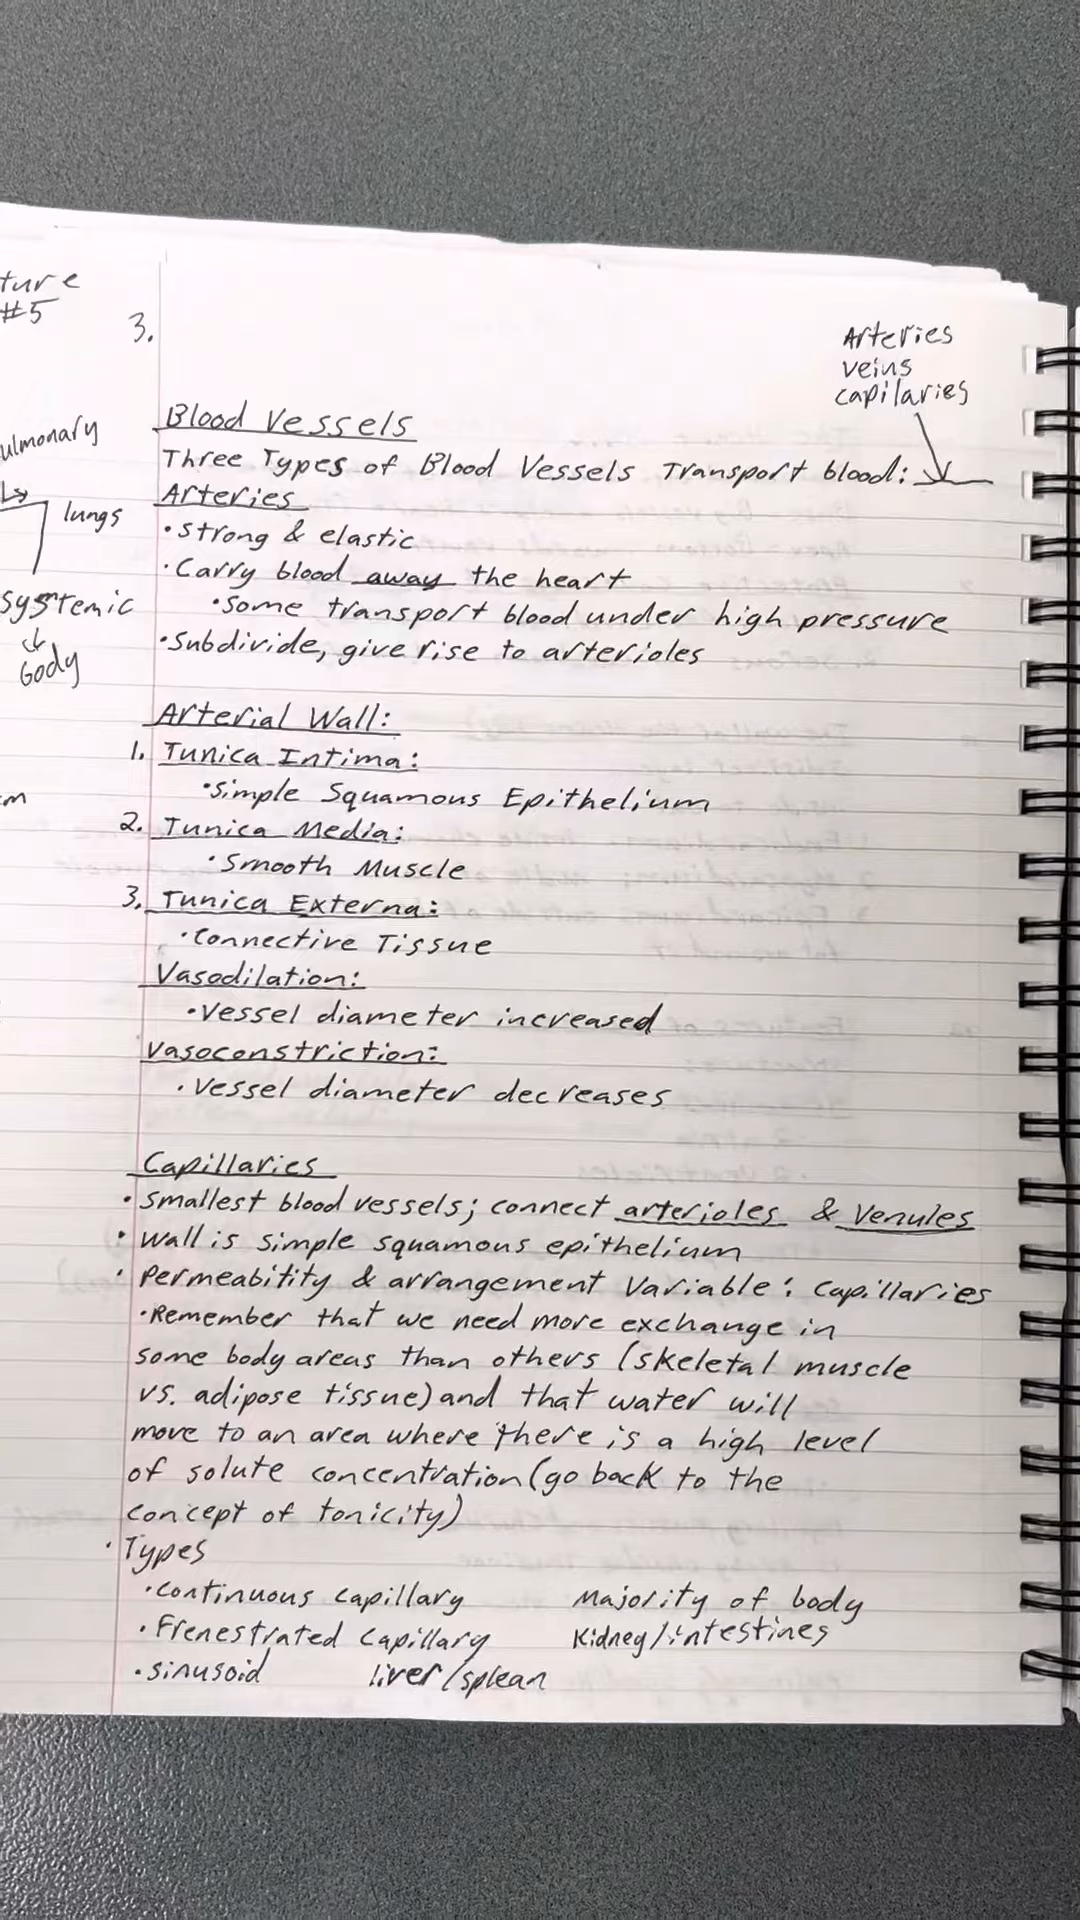 ture
#5
3.
Arteries
veins
capilaries
ulmonary
lungs
systemic
body
m
Blood Vessels
Three Types of Blood Vessels Transport blood:
Arteries
• strong & elastic
• Carry blood away the heart
• some transport blood under high pressure
• subdivide, give rise to arterioles
Arterial Wall:
1. Tunica Intima:
• simple Squamous Epithelium
2. Tunica Media:
• Smooth Muscle
3. Tunica Externa:
• Connective Tissue
Vasodilation:
• Vessel diameter increased
Vasoconstriction:
• Vessel diameter decreases
Capillaries
• smallest blood vessels; connect arterioles & Venules
• wall is simple squamous epithelium
• Permeabitity & arrangement Variable: Capillaries
• Remember that we need more exchange in
some body areas than others (skeletal muscle
vs. adipose tissue) and that water will
move to an area where there is a high level
of solute concentration (go back to the
concept of tonicity)
• Types
• continuous capillary Majority of body
• Frenestrated Capillary Kidney/intestines
• sinusoid liver/splean